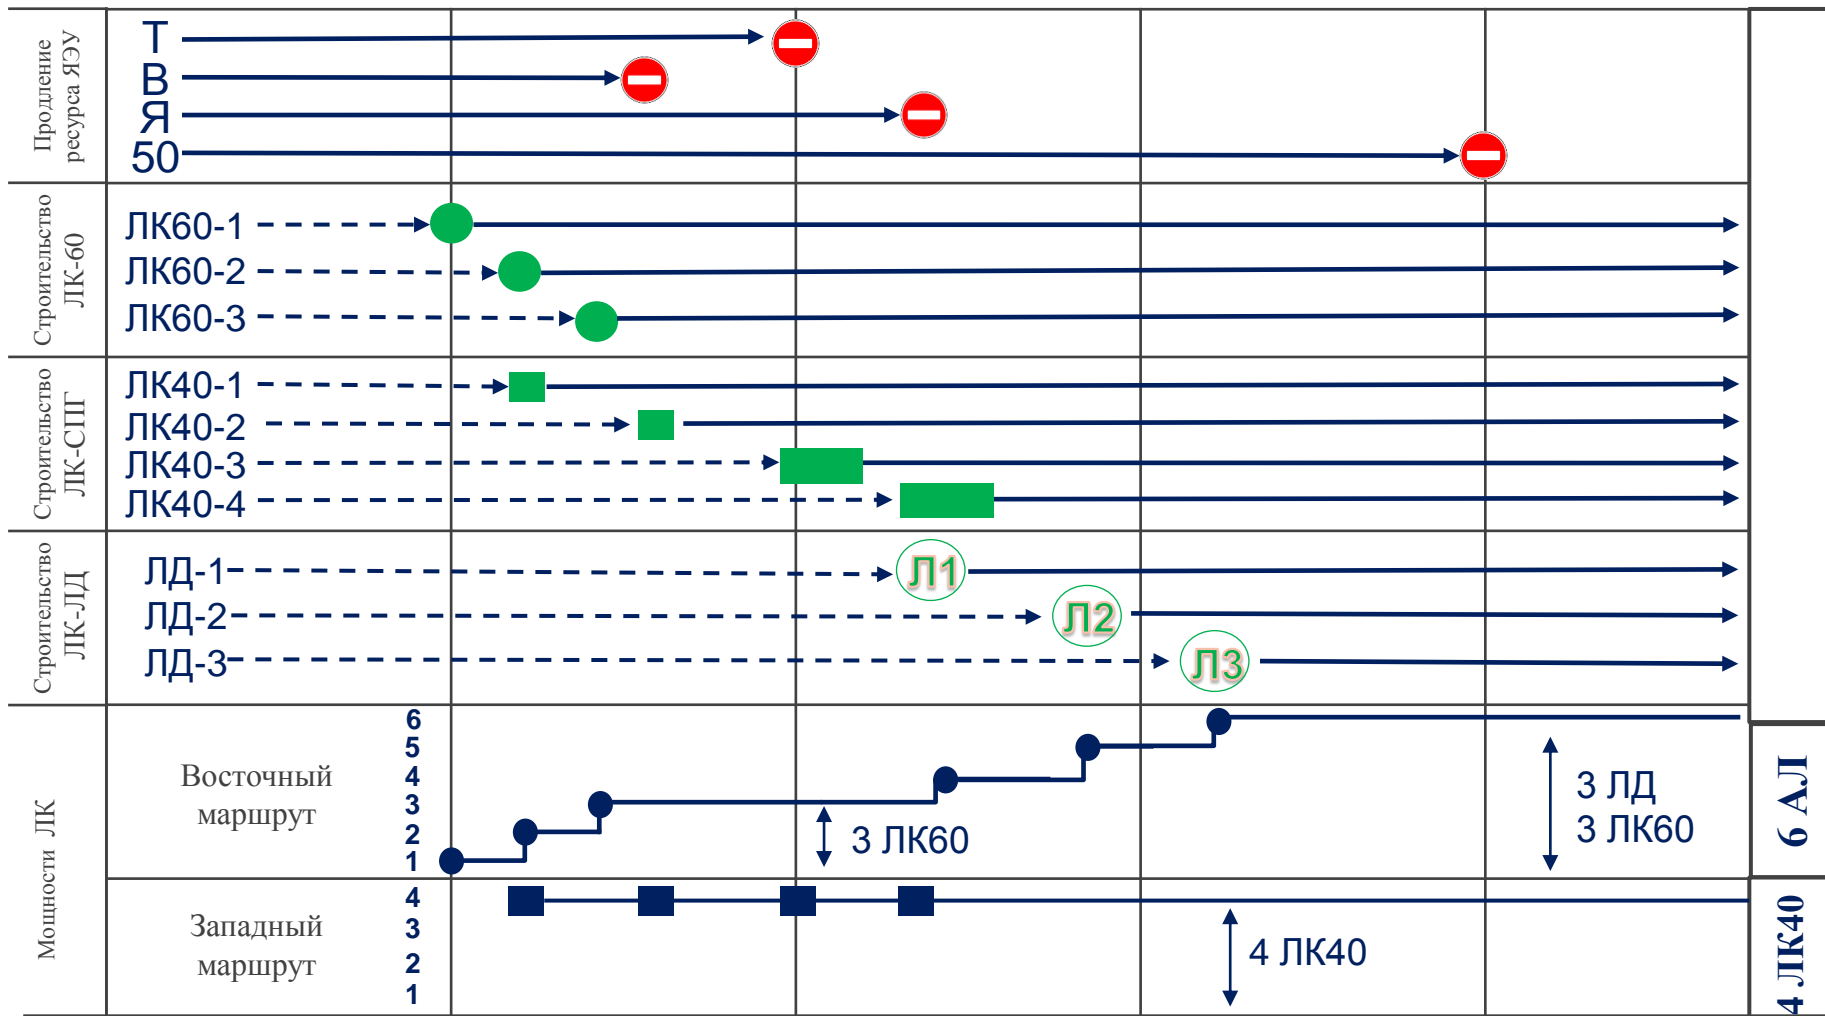 Продление
ресурса ЯЭУ
Т
В
Я
50
Строительство
ЛК-60
ЛК60-1
ЛК60-2
ЛК60-3
Строительство
ЛК-СПГ
ЛК40-1
ЛК40-2
ЛК40-3
ЛК40-4
Строительство
ЛК-ЛД
ЛД-1
Л1
ЛД-2
Л2
ЛД-3
Л3
Мощности ЛК
Восточный
маршрут
6
5
4
3
2
1
3 ЛК60
3 ЛД
3 ЛК60
6 АЛ
Западный
маршрут
4
3
2
1
4 ЛК40
4 ЛК40